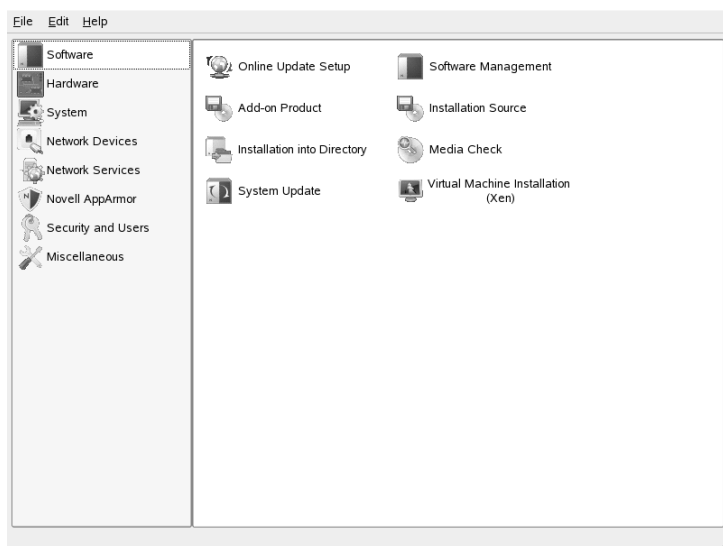 File Edit Help
Software
Hardware
System
Network Devices
Network Services
Novell AppArmor
Security and Users
Miscellaneous
Online Update Setup
Software Management
Add-on Product
Installation Source
Installation into Directory
Media Check
System Update
Virtual Machine Installation
(Xen)